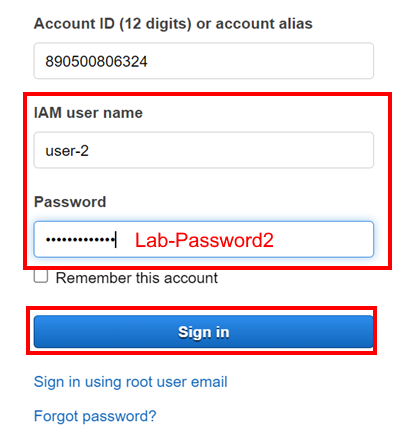 Account ID (12 digits) or account alias
890500806324
IAM user name
user-2
Password
••••••••••••• Lab-Password2
Remember this account
Sign in
Sign in using root user email
Forgot password?